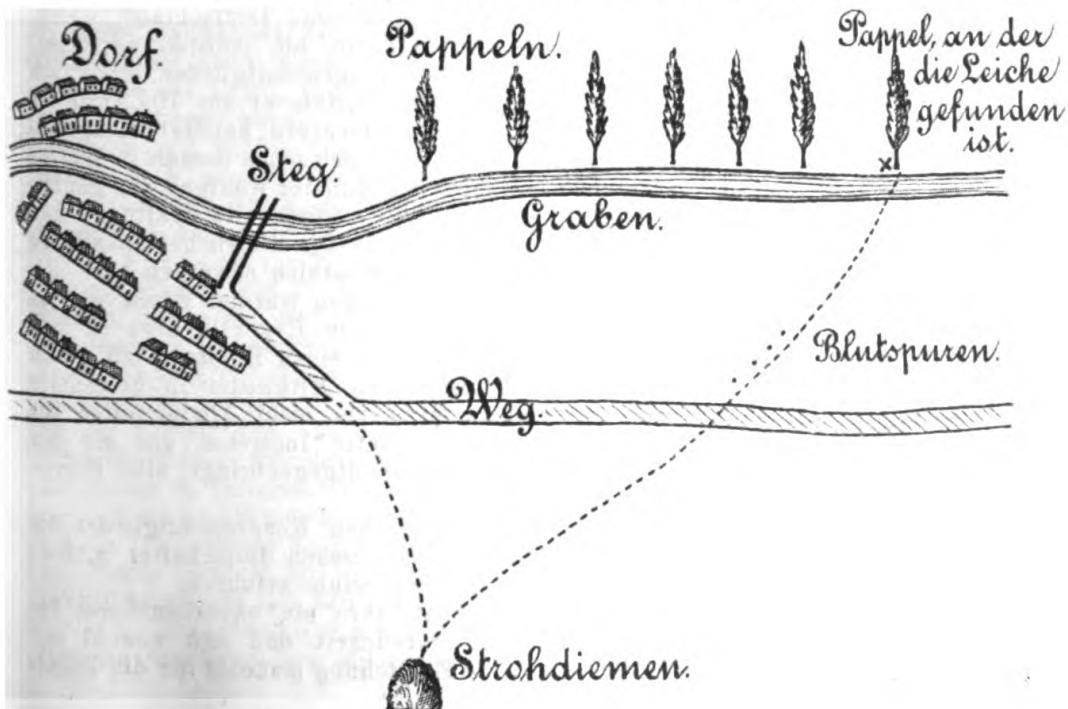 Dorf.
Pappeln.
Pappel, an der
die Leiche
gefunden
ist.
Steg.
Graben.
Blutspuren.
Weg.
Strohdiemen.